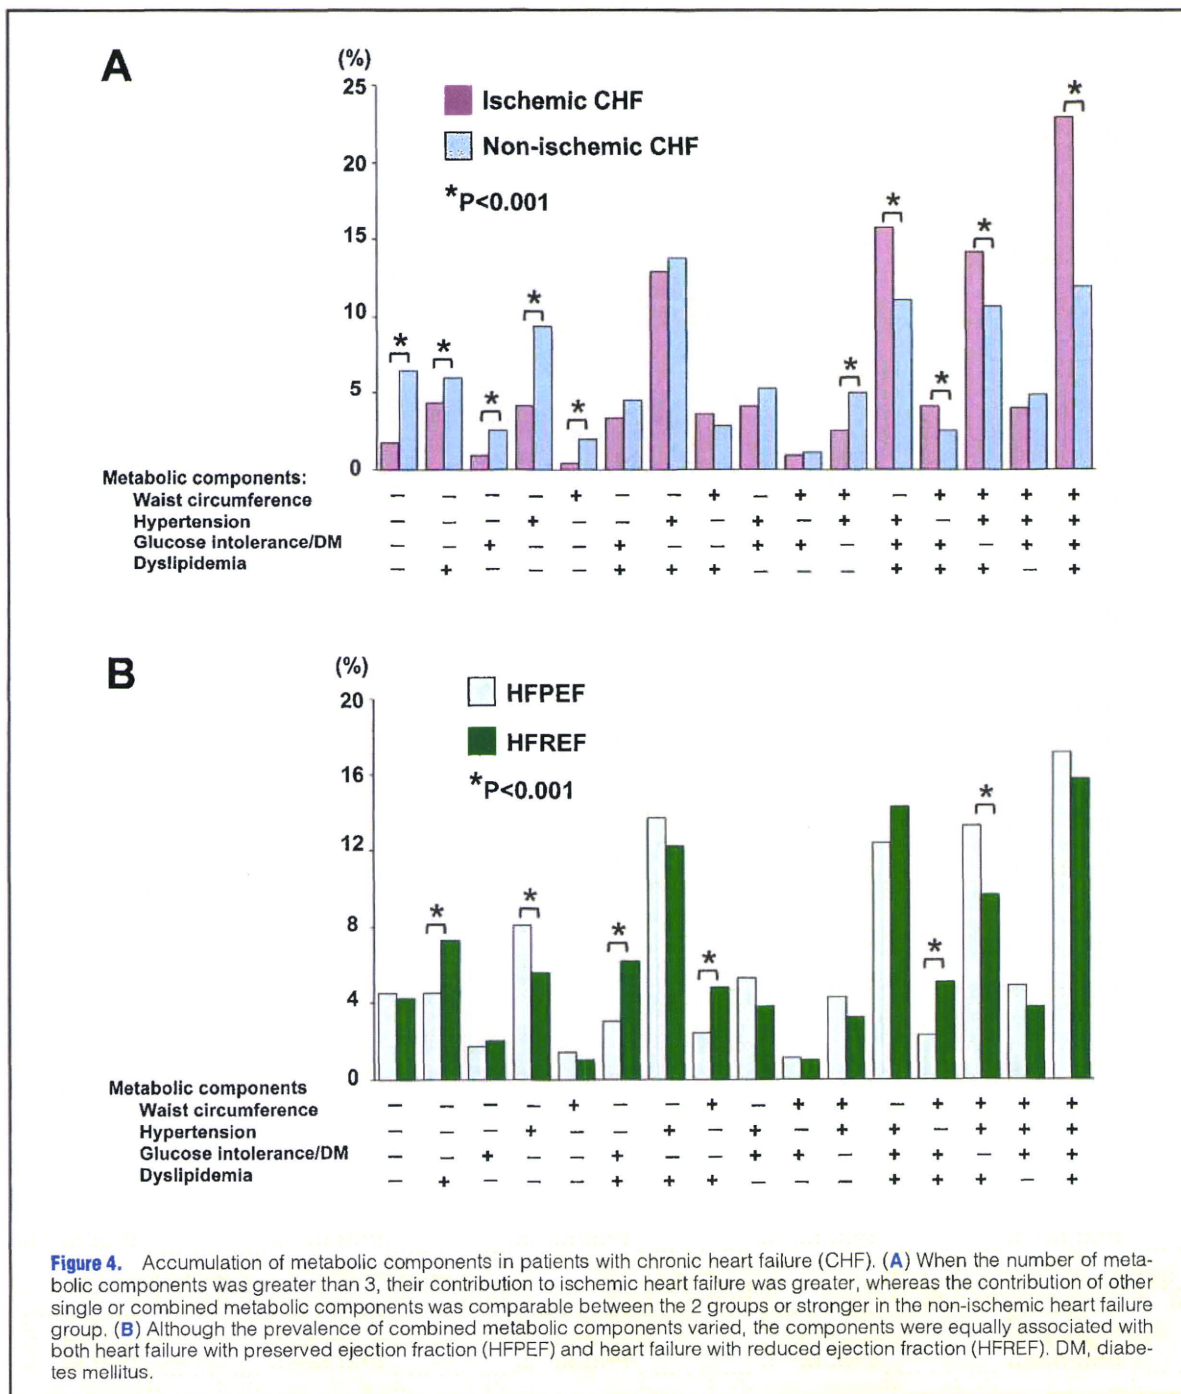 A
(%)
25
20
15
10
5
0
Ischemic CHF
Non-ischemic CHF
*P<0.001
* * * * * * * * * *
Metabolic components:
Waist circumference – – – – + – – + – + + – + + + +
Hypertension – – – + – – + – + – + + – + + +
Glucose intolerance/DM – – + – – + – – + + – + + – + +
Dyslipidemia – + – – – + + + – – – + + + – +
B
(%)
20
16
12
8
4
0
HFPEF
HFREF
*P<0.001
* * * * * *
Metabolic components
Waist circumference – – – – + – – + – + + – + + + +
Hypertension – – – + – – + – + – + + – + + +
Glucose intolerance/DM – – + – – + – – + + – + + – + +
Dyslipidemia – + – – – + + + – – – + + + – +
Figure 4. Accumulation of metabolic components in patients with chronic heart failure (CHF). (A) When the number of meta-
bolic components was greater than 3, their contribution to ischemic heart failure was greater, whereas the contribution of other
single or combined metabolic components was comparable between the 2 groups or stronger in the non-ischemic heart failure
group. (B) Although the prevalence of combined metabolic components varied, the components were equally associated with
both heart failure with preserved ejection fraction (HFPEF) and heart failure with reduced ejection fraction (HFREF). DM, diabe-
tes mellitus.